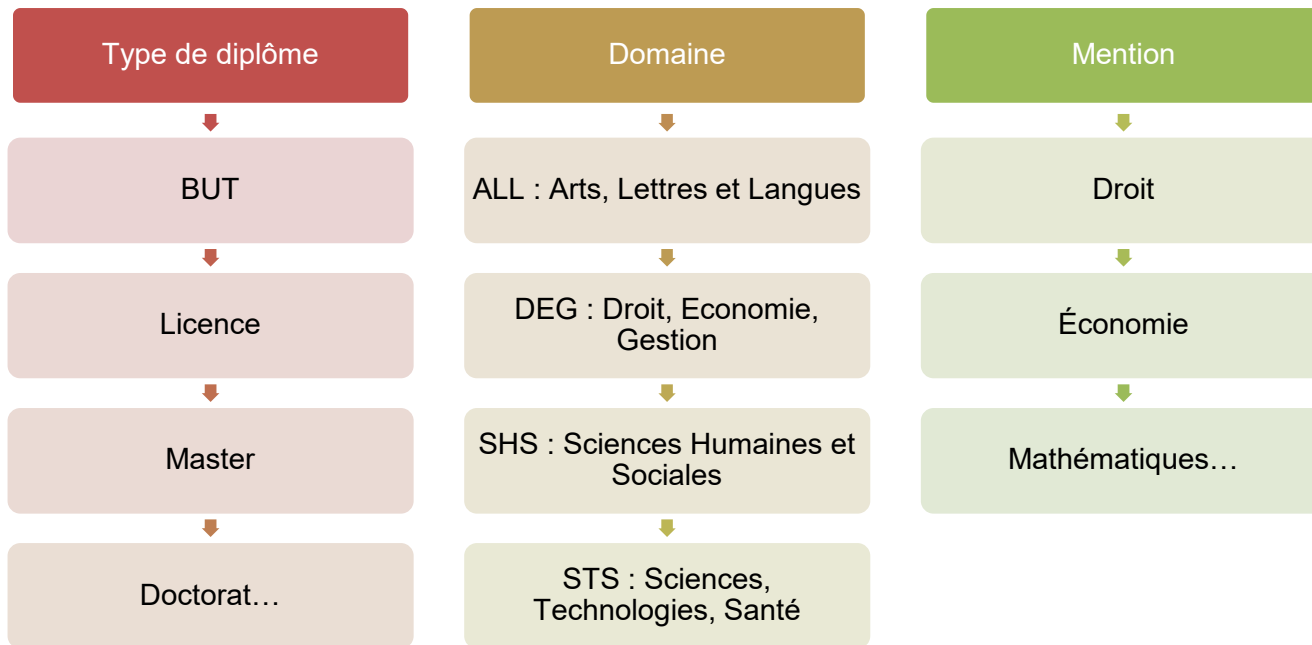 Type de diplôme
BUT
Licence
Master
Doctorat…
Domaine
ALL : Arts, Lettres et Langues
DEG : Droit, Economie,
Gestion
SHS : Sciences Humaines et
Sociales
STS : Sciences,
Technologies, Santé
Mention
Droit
Économie
Mathématiques…